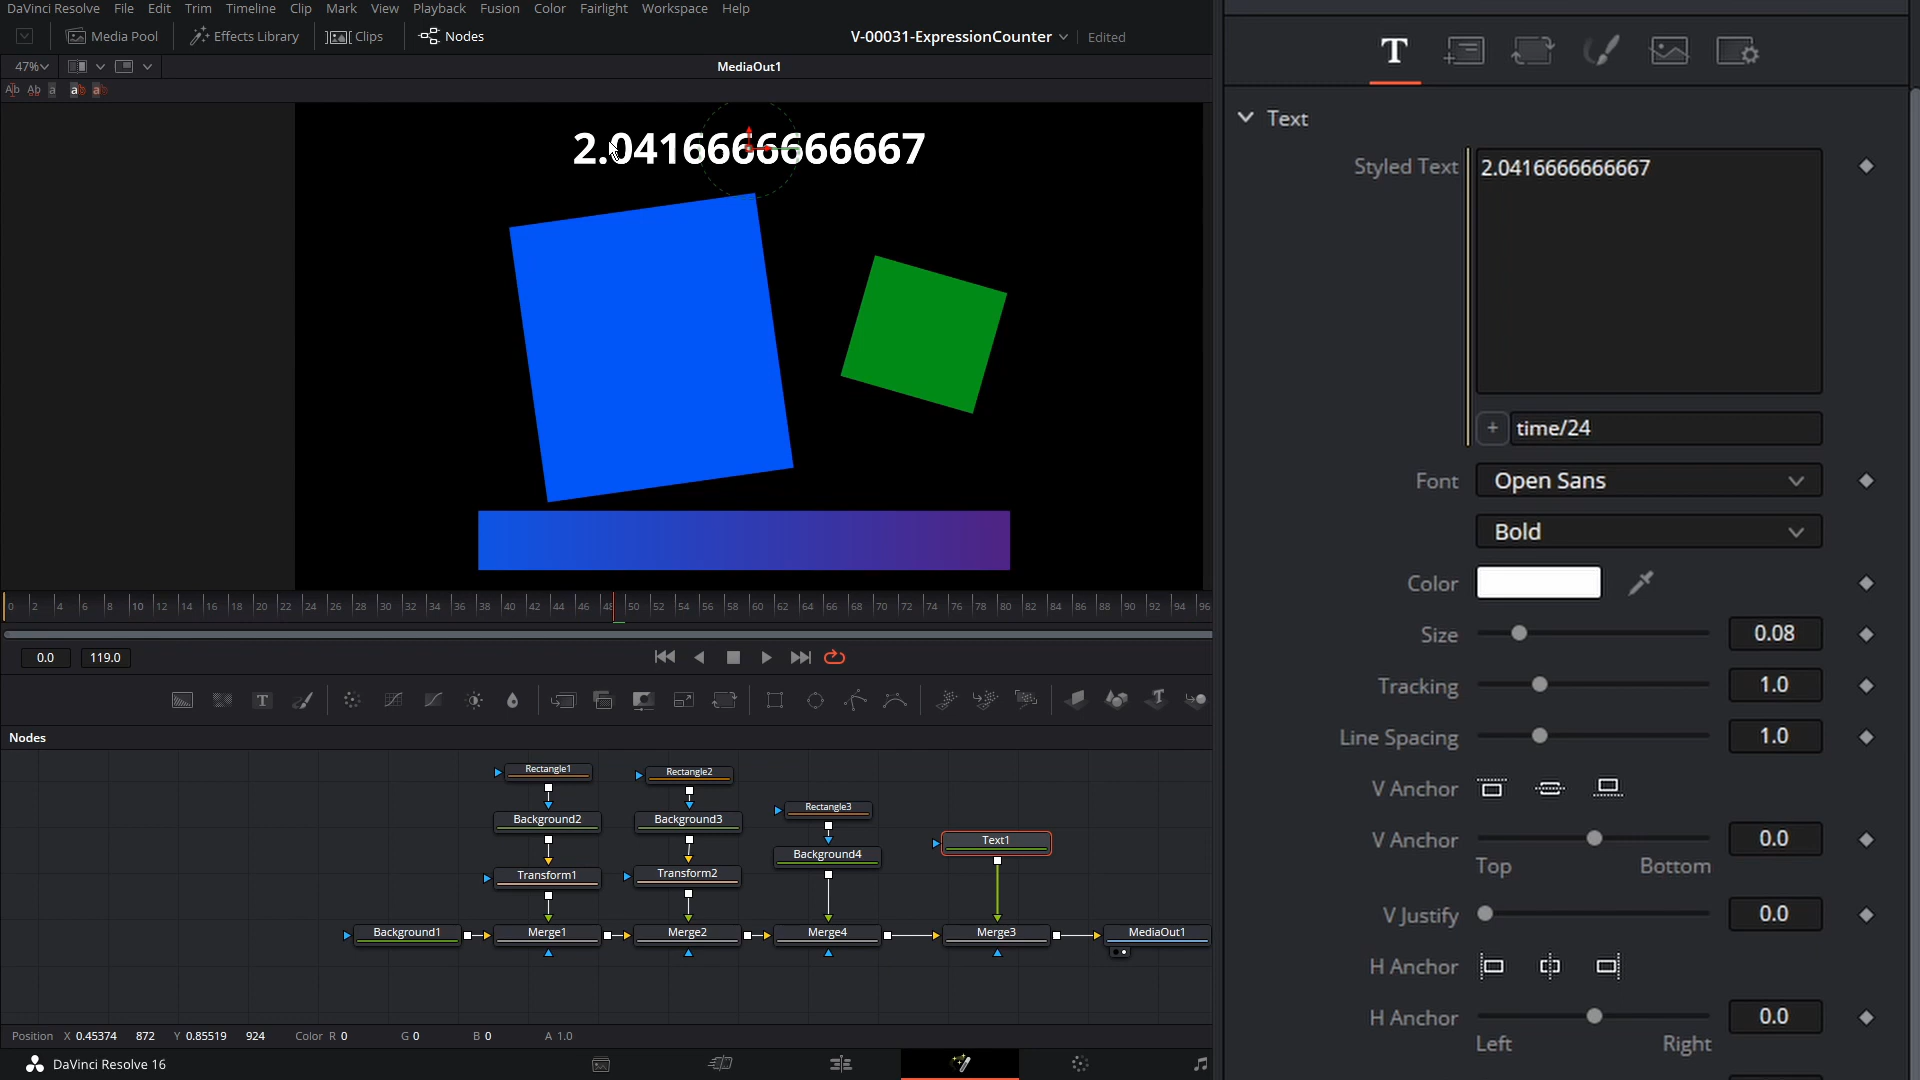 DaVinci Resolve File Edit Trim Timeline Clip Mark View Playback Fusion Color Fairlight Workspace Help
Media Pool Effects Library Clips Nodes V-00031-ExpressionCounter Edited
47% MediaOut1
2.0416666666667
0 2 4 6 8 10 12 14 16 18 20 22 24 26 28 30 32 34 36 38 40 42 44 46 48 50 52 54 56 58 60 62 64 66 68 70 72 74 76 78 80 82 84 86 88 90 92 94 96
0.0 119.0
Nodes
Rectangle1 Rectangle2
Rectangle3
Background2 Background3
Text1
Background4
Transform1 Transform2
Background1 Merge1 Merge2 Merge4 Merge3 MediaOut1
Position X 0.45374 872 Y 0.85519 924 Color R 0 G 0 B 0 A 1.0
DaVinci Resolve 16
T
Text
Styled Text 2.0416666666667
+ time/24
Font Open Sans
Bold
Color
Size 0.08
Tracking 1.0
Line Spacing 1.0
V Anchor
V Anchor 0.0
Top Bottom
V Justify 0.0
H Anchor
H Anchor 0.0
Left Right